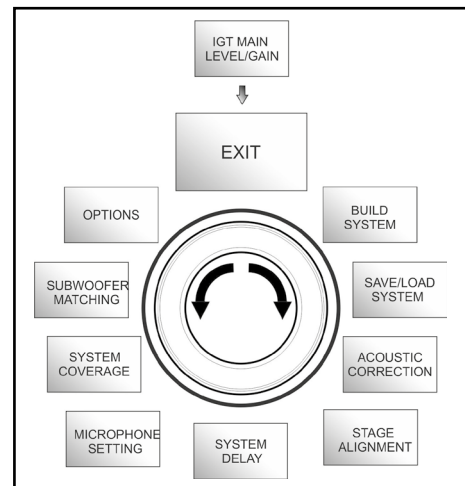 IGT MAIN
LEVEL/GAIN
EXIT
OPTIONS
BUILD
SYSTEM
SUBWOOFER
MATCHING
SAVE/LOAD
SYSTEM
SYSTEM
COVERAGE
ACOUSTIC
CORRECTION
MICROPHONE
SETTING
SYSTEM
DELAY
STAGE
ALIGNMENT